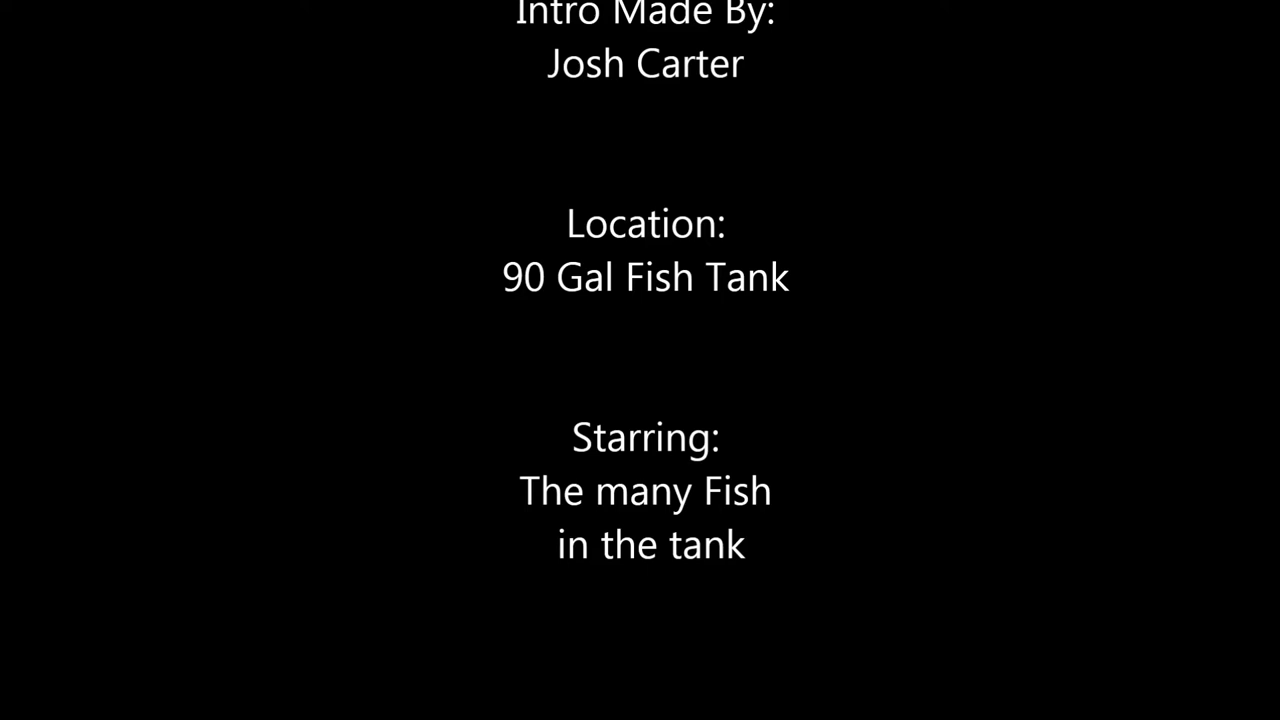 Intro Made By:
Josh Carter
Location:
90 Gal Fish Tank
Starring:
The many Fish
in the tank